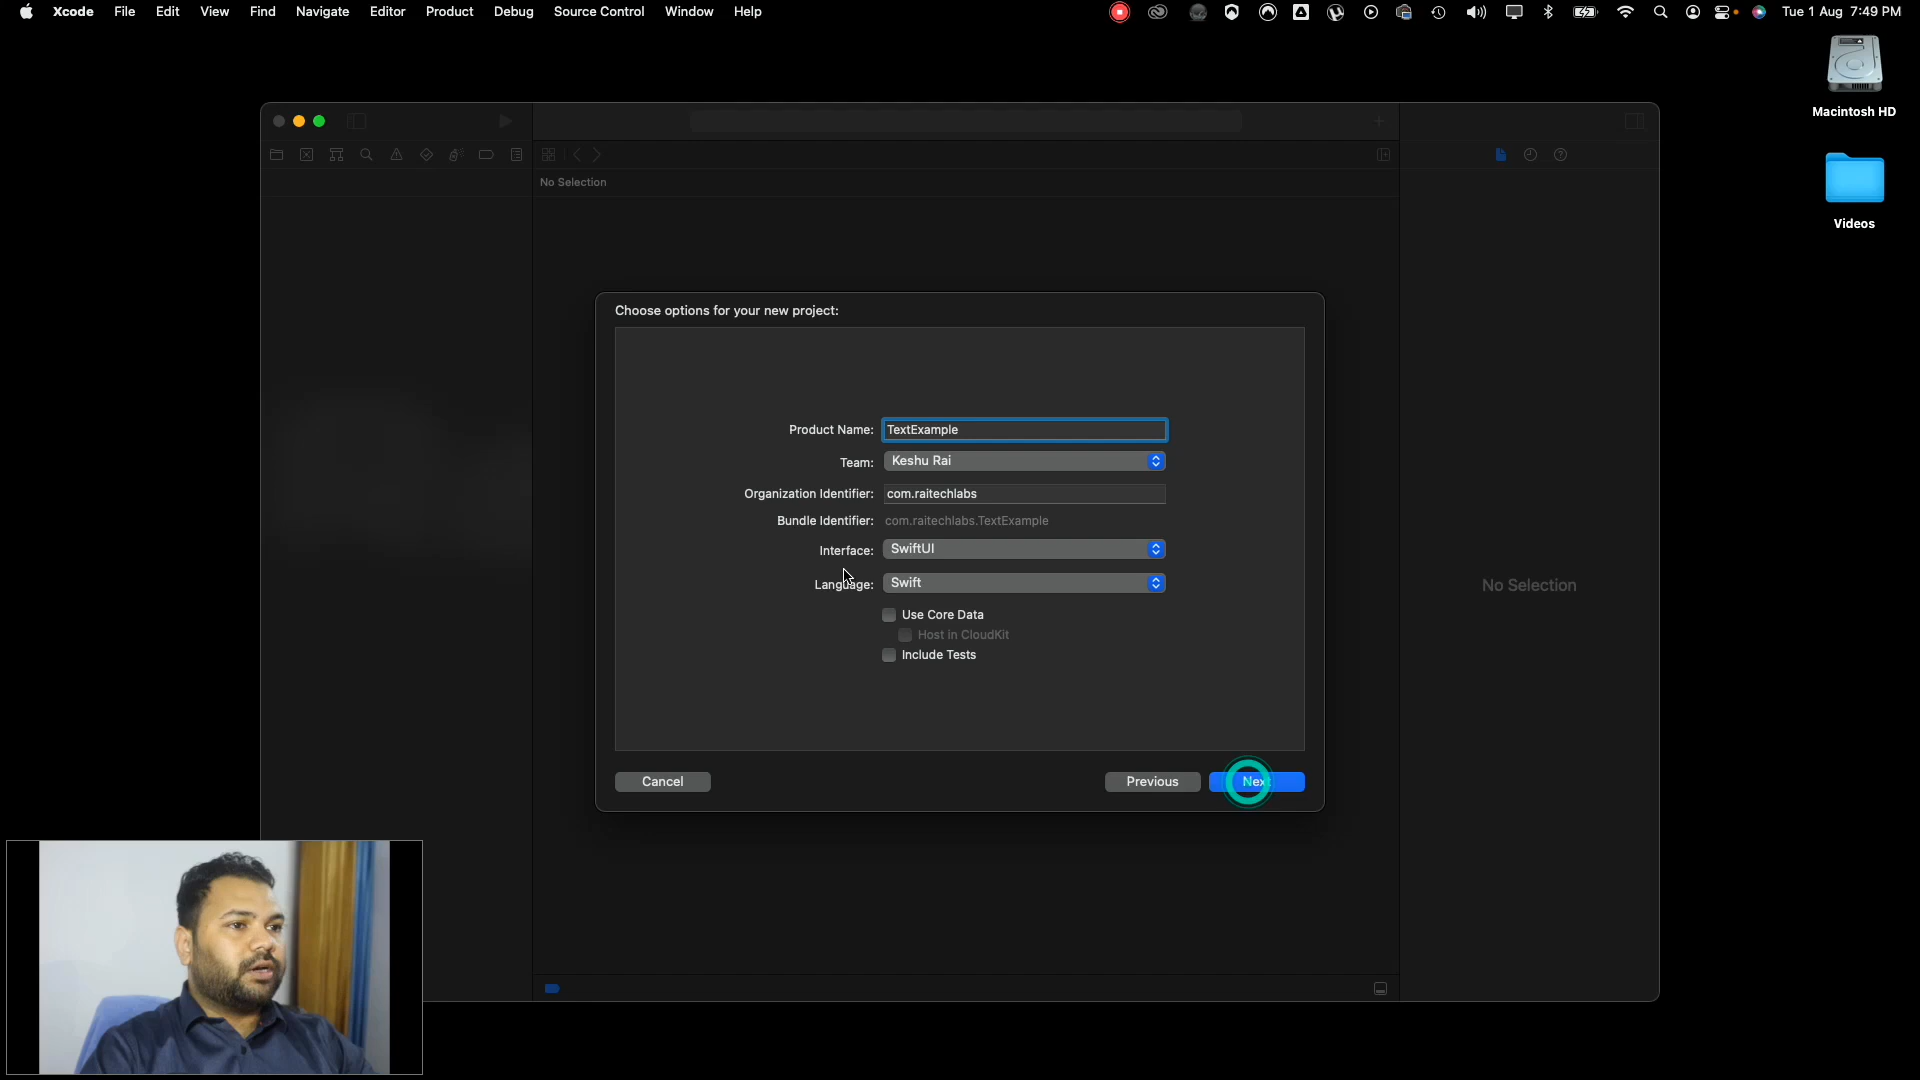 Xcode File Edit View Find Navigate Editor Product Debug Source Control Window Help Tue 1 Aug 7:49 PM
Macintosh HD
Videos
No Selection
Choose options for your new project:
Product Name: TextExample
Team: Keshu Rai
Organization Identifier: com.raitechlabs
Bundle Identifier: com.raitechlabs.TextExample
Interface: SwiftUI
Language: Swift
Use Core Data
Host in CloudKit
Include Tests
No Selection
Cancel Previous Next